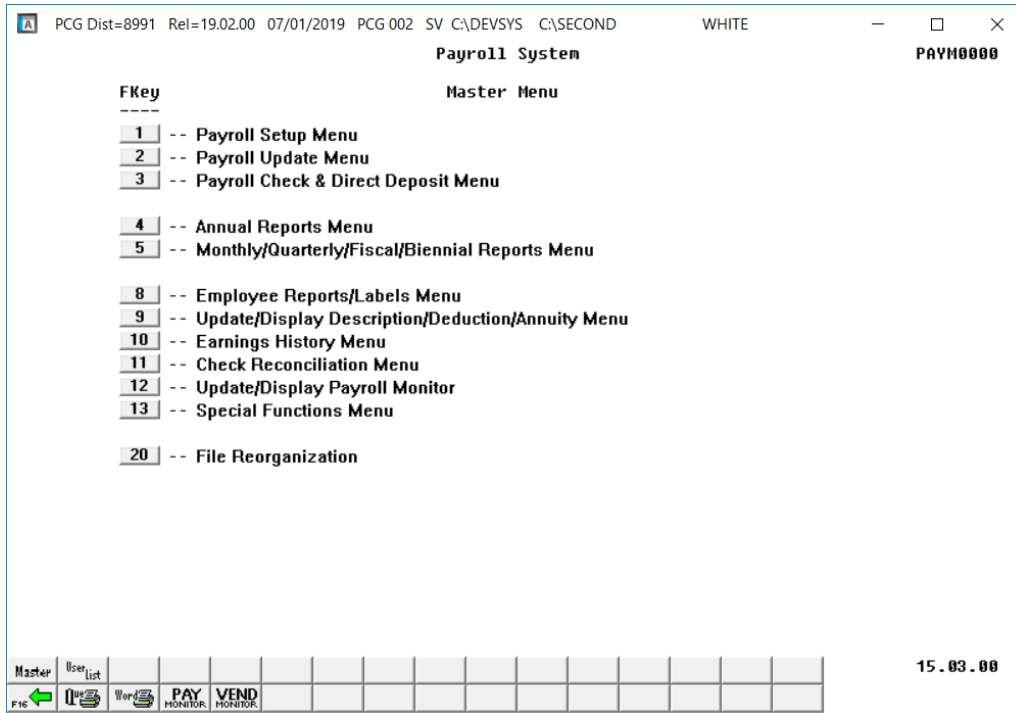 A PCG Dist=8991 Rel=19.02.00 07/01/2019 PCG 002 SV C:\DEVSYS C:\SECOND WHITE
Payroll System PAYM0000
FKey Master Menu
----
1 -- Payroll Setup Menu
2 -- Payroll Update Menu
3 -- Payroll Check & Direct Deposit Menu
4 -- Annual Reports Menu
5 -- Monthly/Quarterly/Fiscal/Biennial Reports Menu
8 -- Employee Reports/Labels Menu
9 -- Update/Display Description/Deduction/Annuity Menu
10 -- Earnings History Menu
11 -- Check Reconciliation Menu
12 -- Update/Display Payroll Monitor
13 -- Special Functions Menu
20 -- File Reorganization
Master User List 15.03.00
F16 Que Word PAY MONITOR VEND MONITOR